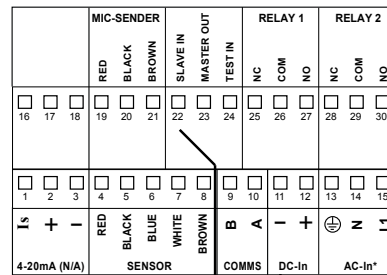 MIC-SENDER RELAY 1 RELAY 2
RED BLACK BROWN SLAVE IN MASTER OUT TEST IN NC COM NO NC COM NO
16 17 18 19 20 21 22 23 24 25 26 27 28 29 30
1 2 3 4 5 6 7 8 9 10 11 12 13 14 15
Is + − RED BLACK BLUE WHITE BROWN B A − + N L1
4-20mA (N/A) SENSOR COMMS DC-In AC-In*